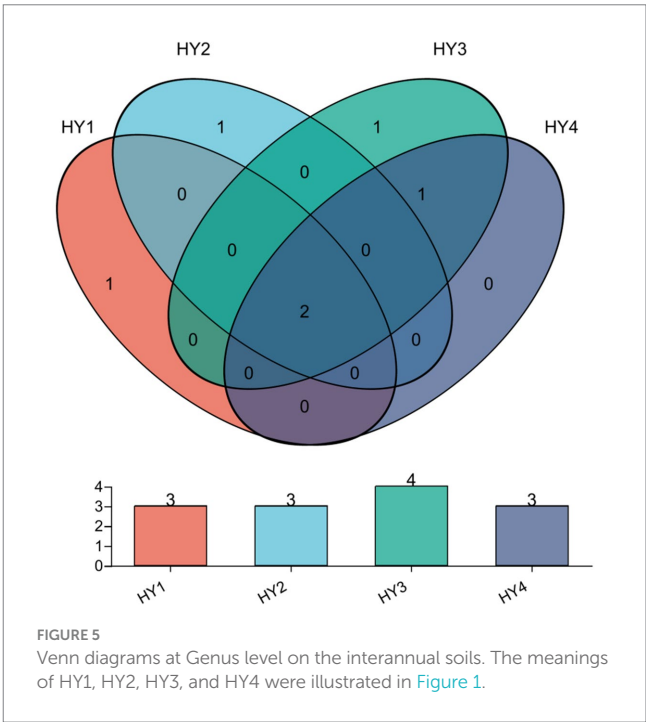 HY2
HY3
HY1
HY4
1
1
0
0
1
0
0
1
0
2
0
0
0
0
0
4
3
2
1
0
3
3
4
3
HY1
HY2
HY3
HY4
FIGURE 5
Venn diagrams at Genus level on the interannual soils. The meanings
of HY1, HY2, HY3, and HY4 were illustrated in Figure 1.